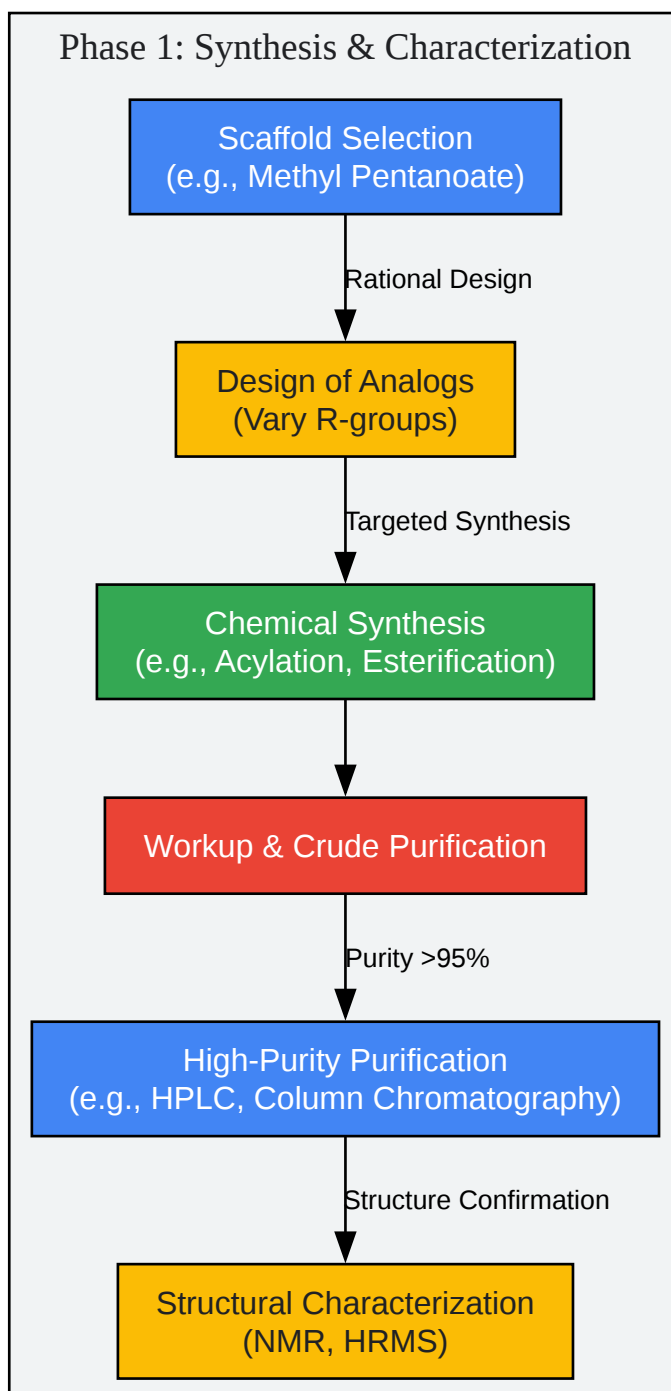 Phase 1: Synthesis & Characterization
Scaffold Selection
(e.g., Methyl Pentanoate)
Rational Design
Design of Analogs
(Vary R-groups)
Targeted Synthesis
Chemical Synthesis
(e.g., Acylation, Esterification)
Workup & Crude Purification
Purity >95%
High-Purity Purification
(e.g., HPLC, Column Chromatography)
Structure Confirmation
Structural Characterization
(NMR, HRMS)